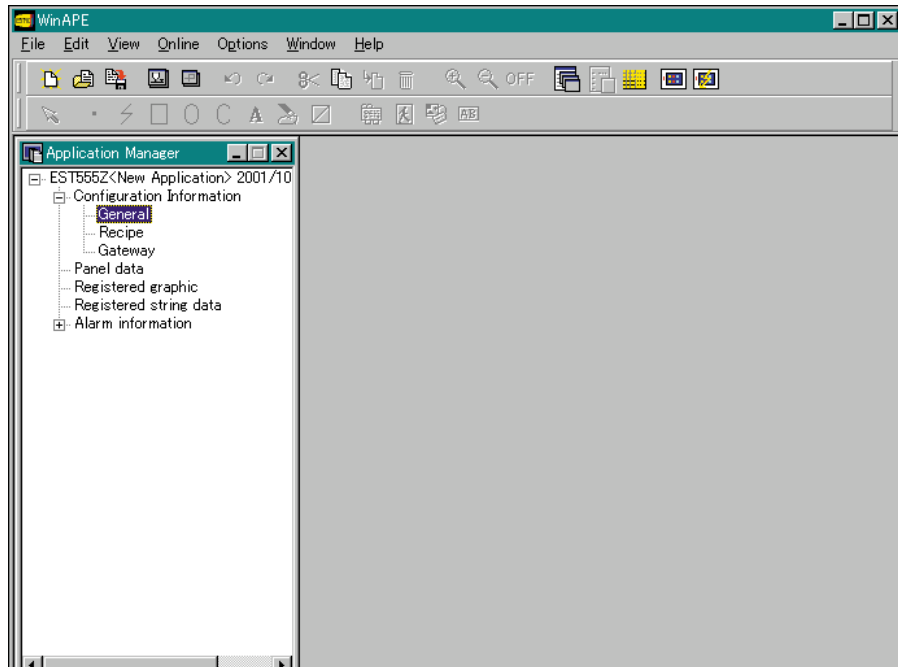 WinAPE
File Edit View Online Options Window Help
OFF
A AB
Application Manager
EST555Z<New Application> 2001/10
Configuration Information
General
Recipe
Gateway
Panel data
Registered graphic
Registered string data
Alarm information